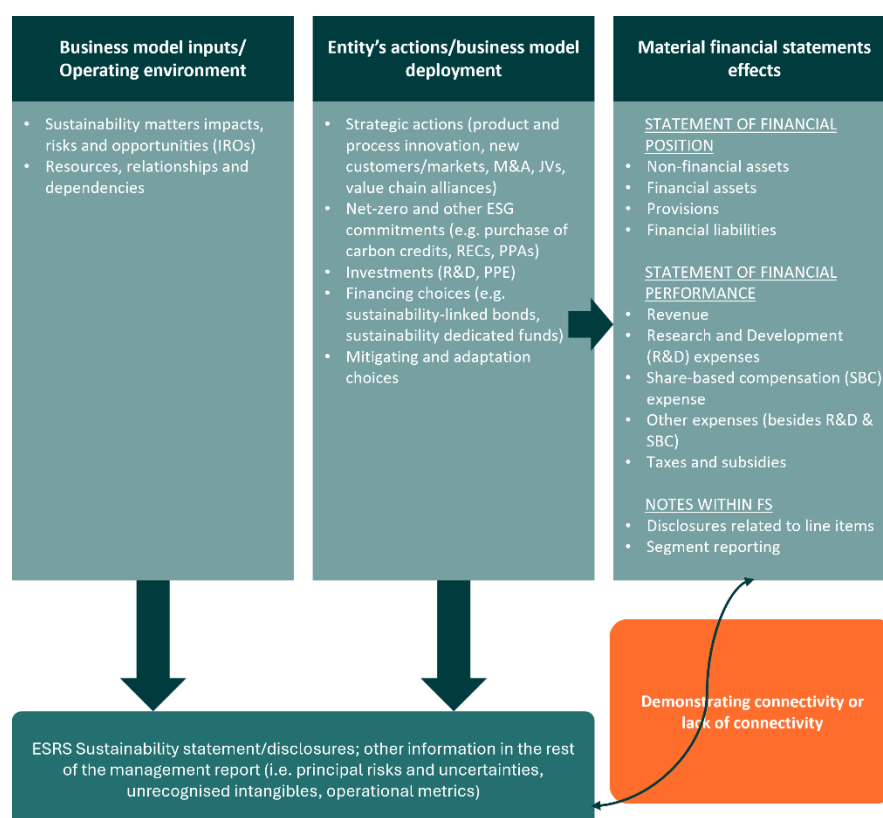 Business model inputs/
Operating environment
• Sustainability matters impacts,
risks and opportunities (IROs)
• Resources, relationships and
dependencies
Entity's actions/business model
deployment
• Strategic actions (product and
process innovation, new
customers/markets, M&A, JVs,
value chain alliances)
• Net-zero and other ESG
commitments (e.g. purchase of
carbon credits, RECs, PPAs)
• Investments (R&D, PPE)
• Financing choices (e.g.
sustainability-linked bonds,
sustainability dedicated funds)
• Mitigating and adaptation
choices
Material financial statements
effects
STATEMENT OF FINANCIAL
POSITION
• Non-financial assets
• Financial assets
• Provisions
• Financial liabilities
STATEMENT OF FINANCIAL
PERFORMANCE
• Revenue
• Research and Development
(R&D) expenses
• Share-based compensation (SBC)
expense
• Other expenses (besides R&D &
SBC)
• Taxes and subsidies
NOTES WITHIN FS
• Disclosures related to line items
• Segment reporting
Demonstrating connectivity or
lack of connectivity
ESRS Sustainability statement/disclosures; other information in the rest
of the management report (i.e. principal risks and uncertainties,
unrecognised intangibles, operational metrics)